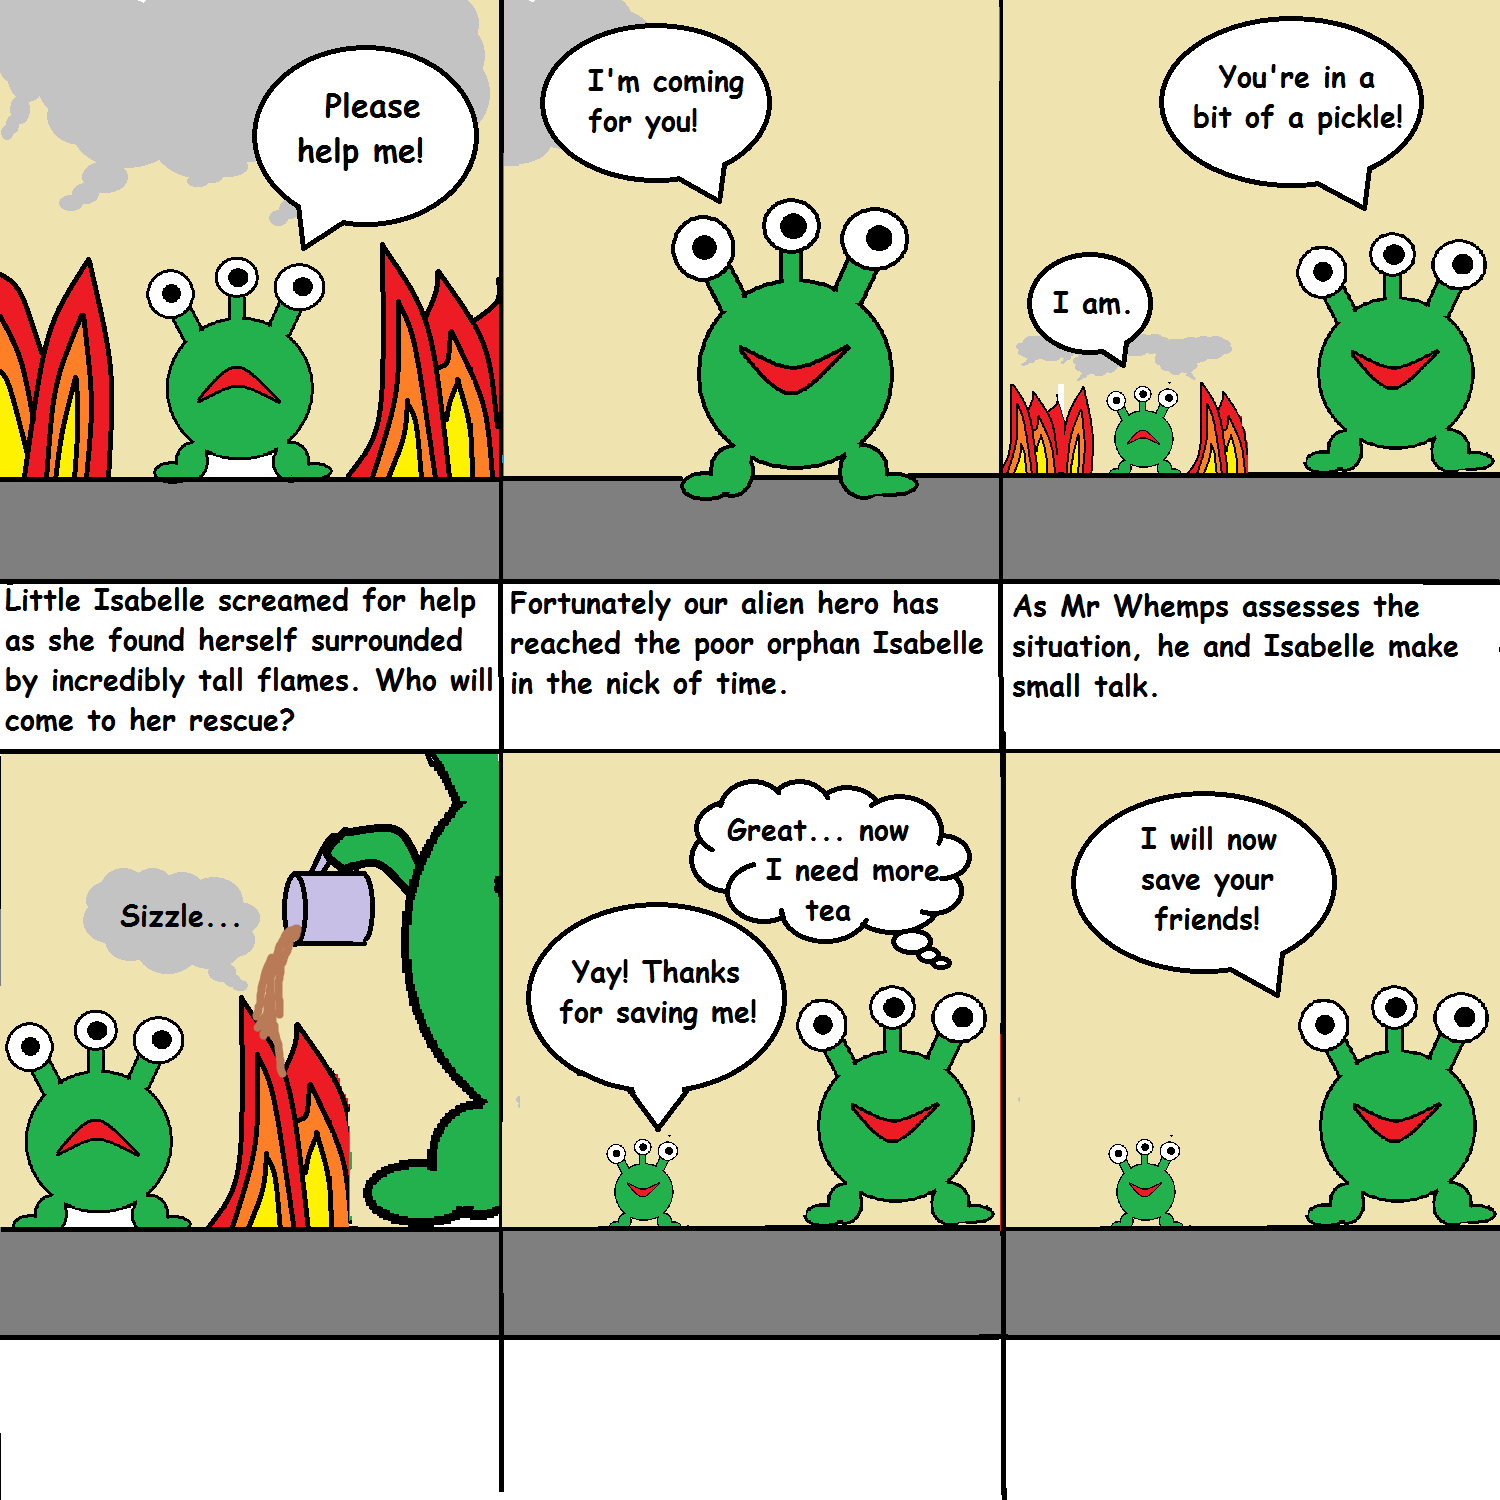 Please
help me!
I'm coming
for you!
You're in a
bit of a pickle!
I am.
Little Isabelle screamed for help
as she found herself surrounded
by incredibly tall flames. Who will
come to her rescue?
Fortunately our alien hero has
reached the poor orphan Isabelle
in the nick of time.
As Mr Whemps assesses the
situation, he and Isabelle make
small talk.
Sizzle...
Great... now
I need more
tea
Yay! Thanks
for saving me!
I will now
save your
friends!